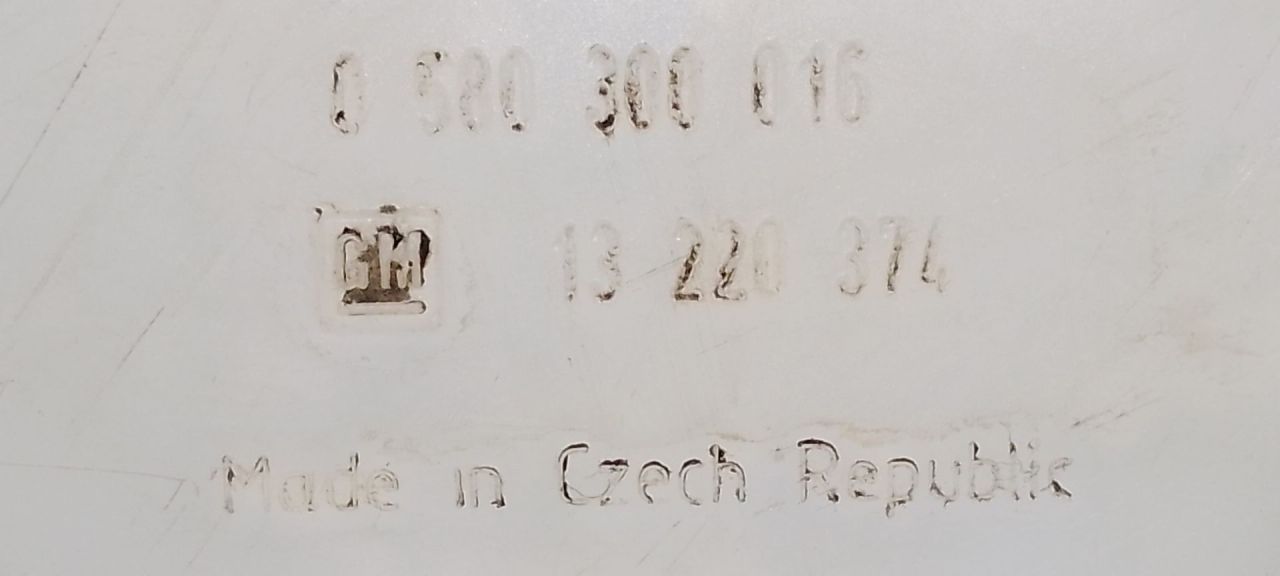 0 580 300 016
GM 13 220 374
Made in Czech Republic